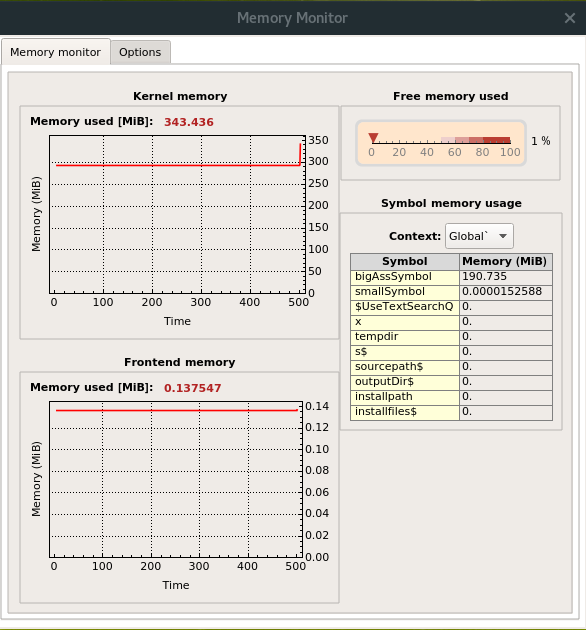 Memory Monitor
Memory monitor
Options
Kernel memory
Memory used [MiB]: 343.436
Memory (MiB)
350
300
250
200
150
100
50
0
0 100 200 300 400 500
Time
Frontend memory
Memory used [MiB]: 0.137547
Memory (MiB)
0.14
0.12
0.10
0.08
0.06
0.04
0.02
0.00
0 100 200 300 400 500
Time
Free memory used
0 20 40 60 80 100
1 %
Symbol memory usage
Context: Global`
Symbol Memory (MiB)
bigAssSymbol 190.735
smallSymbol 0.0000152588
$UseTextSearchQ 0.
x 0.
tempdir 0.
s$ 0.
sourcepath$ 0.
outputDir$ 0.
installpath 0.
installfiles$ 0.